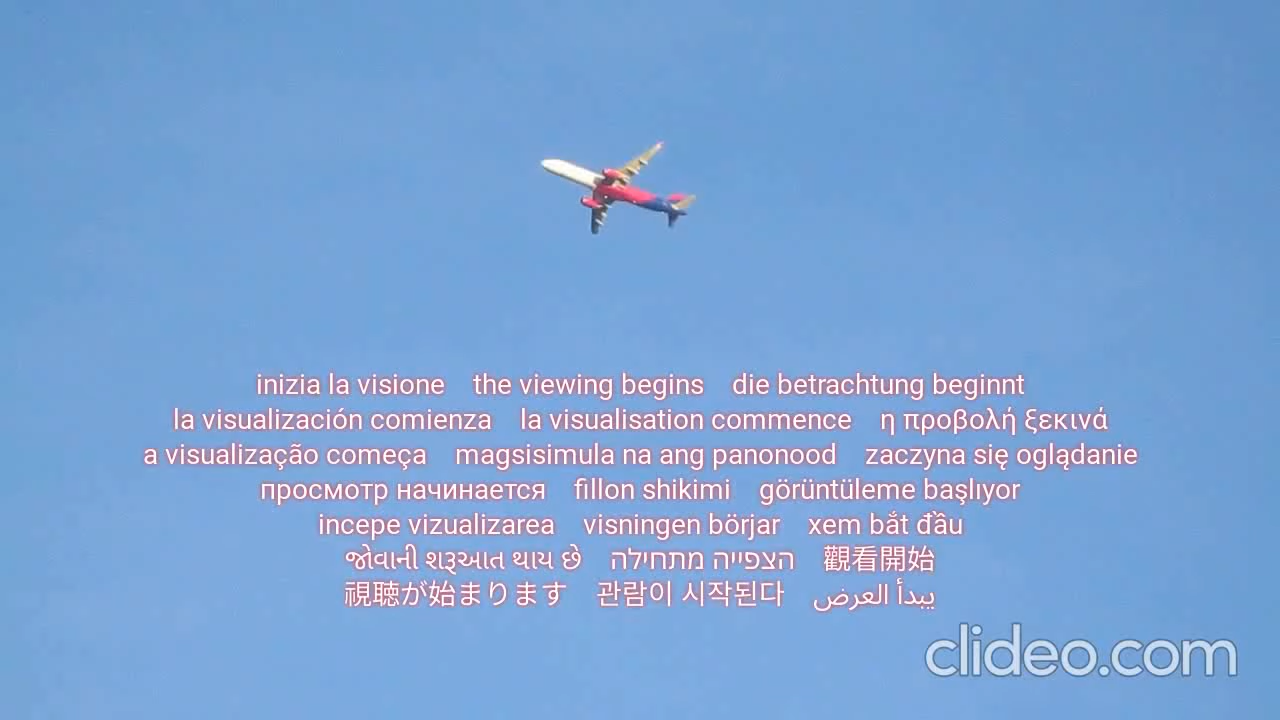 inizia la visione the viewing begins die betrachtung beginnt
la visualización comienza la visualisation commence η προβολή ξεκινά
a visualização começa magsisimula na ang panonood zaczyna się oglądanie
просмотр начинается fillon shikimi görüntüleme başlıyor
incepe vizualizarea visningen börjar xem bắt đầu
જોવાની શરૂઆત થાય છે הצפייה מתחילה 觀看開始
視聴が始まります 관람이 시작된다 يبدأ العرض
clideo.com